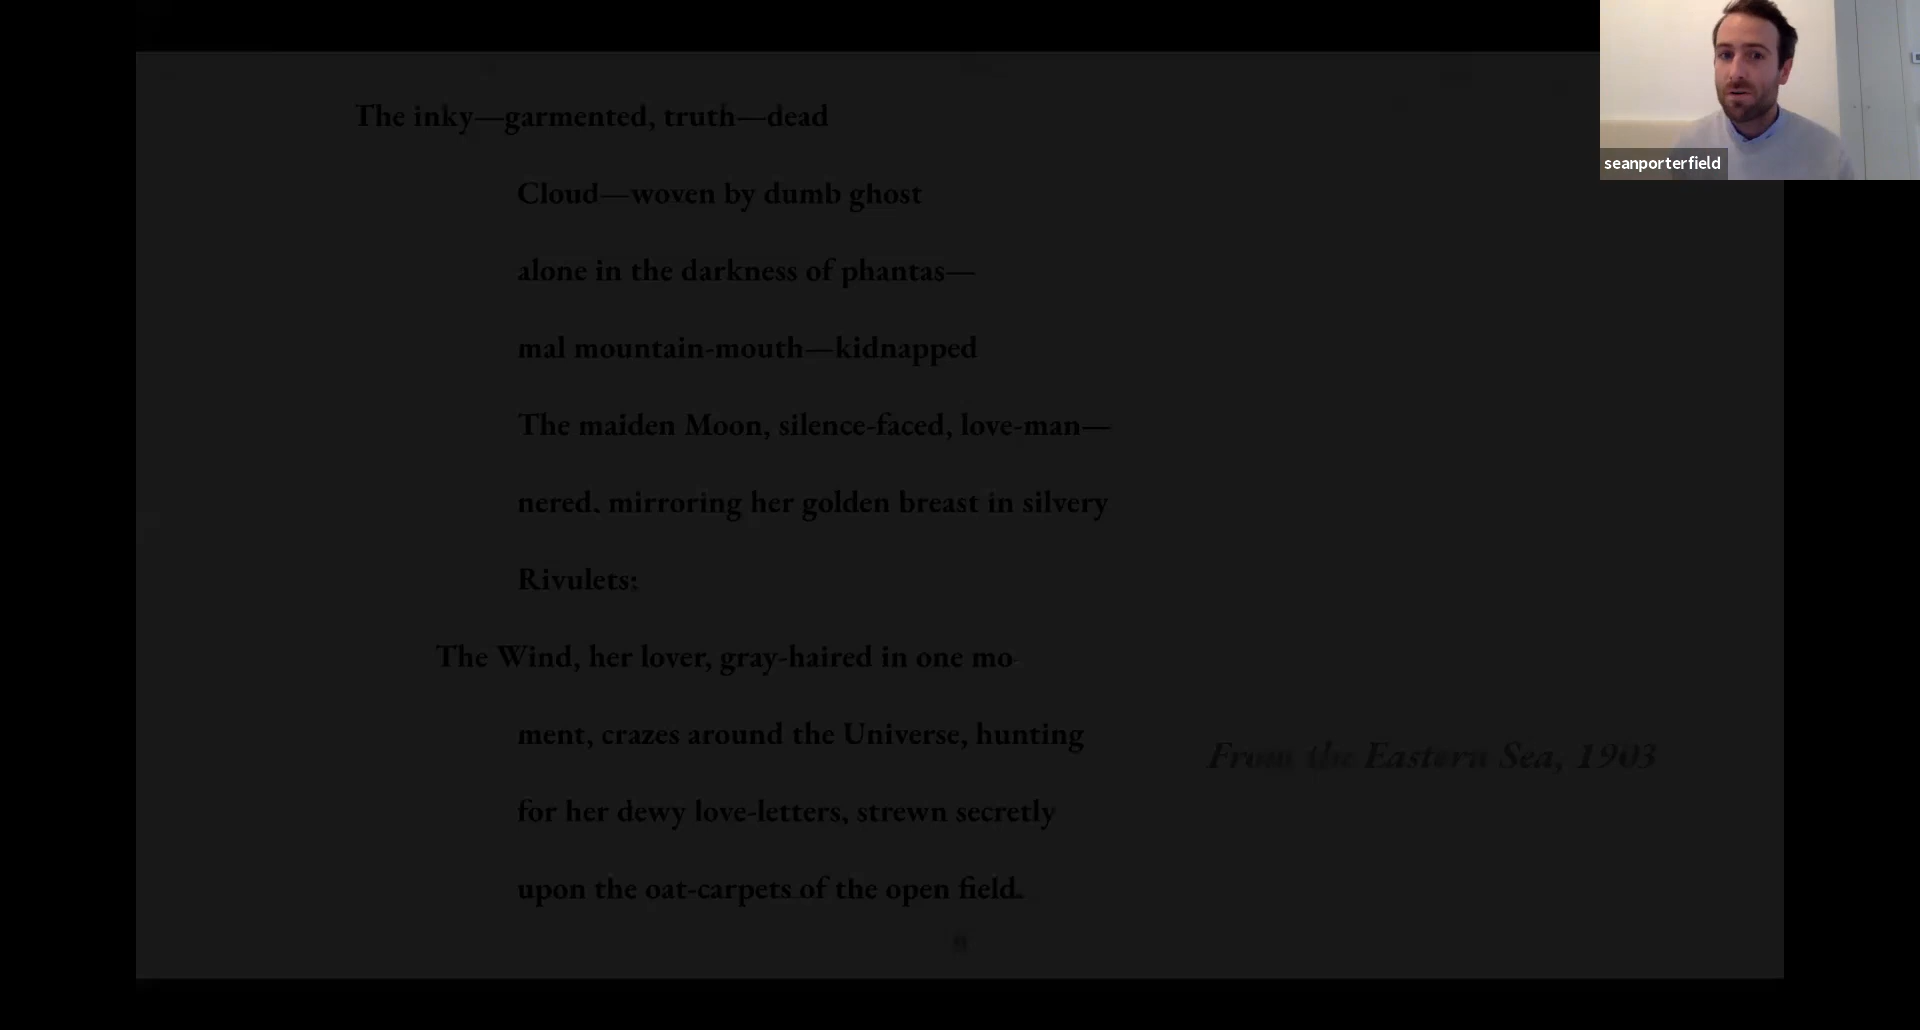 The inky—garmented, truth—dead
seanporterfield
Cloud—woven by dumb ghost
alone in the darkness of phantas—
mal mountain-mouth—kidnapped
The maiden Moon, silence-faced, love-man—
nered, mirroring her golden breast in silvery
Rivulets:
The Wind, her lover, gray-haired in one mo-
ment, crazes around the Universe, hunting
From the Eastern Sea, 1903
for her dewy love-letters, strewn secretly
upon the oat-carpets of the open field.
9